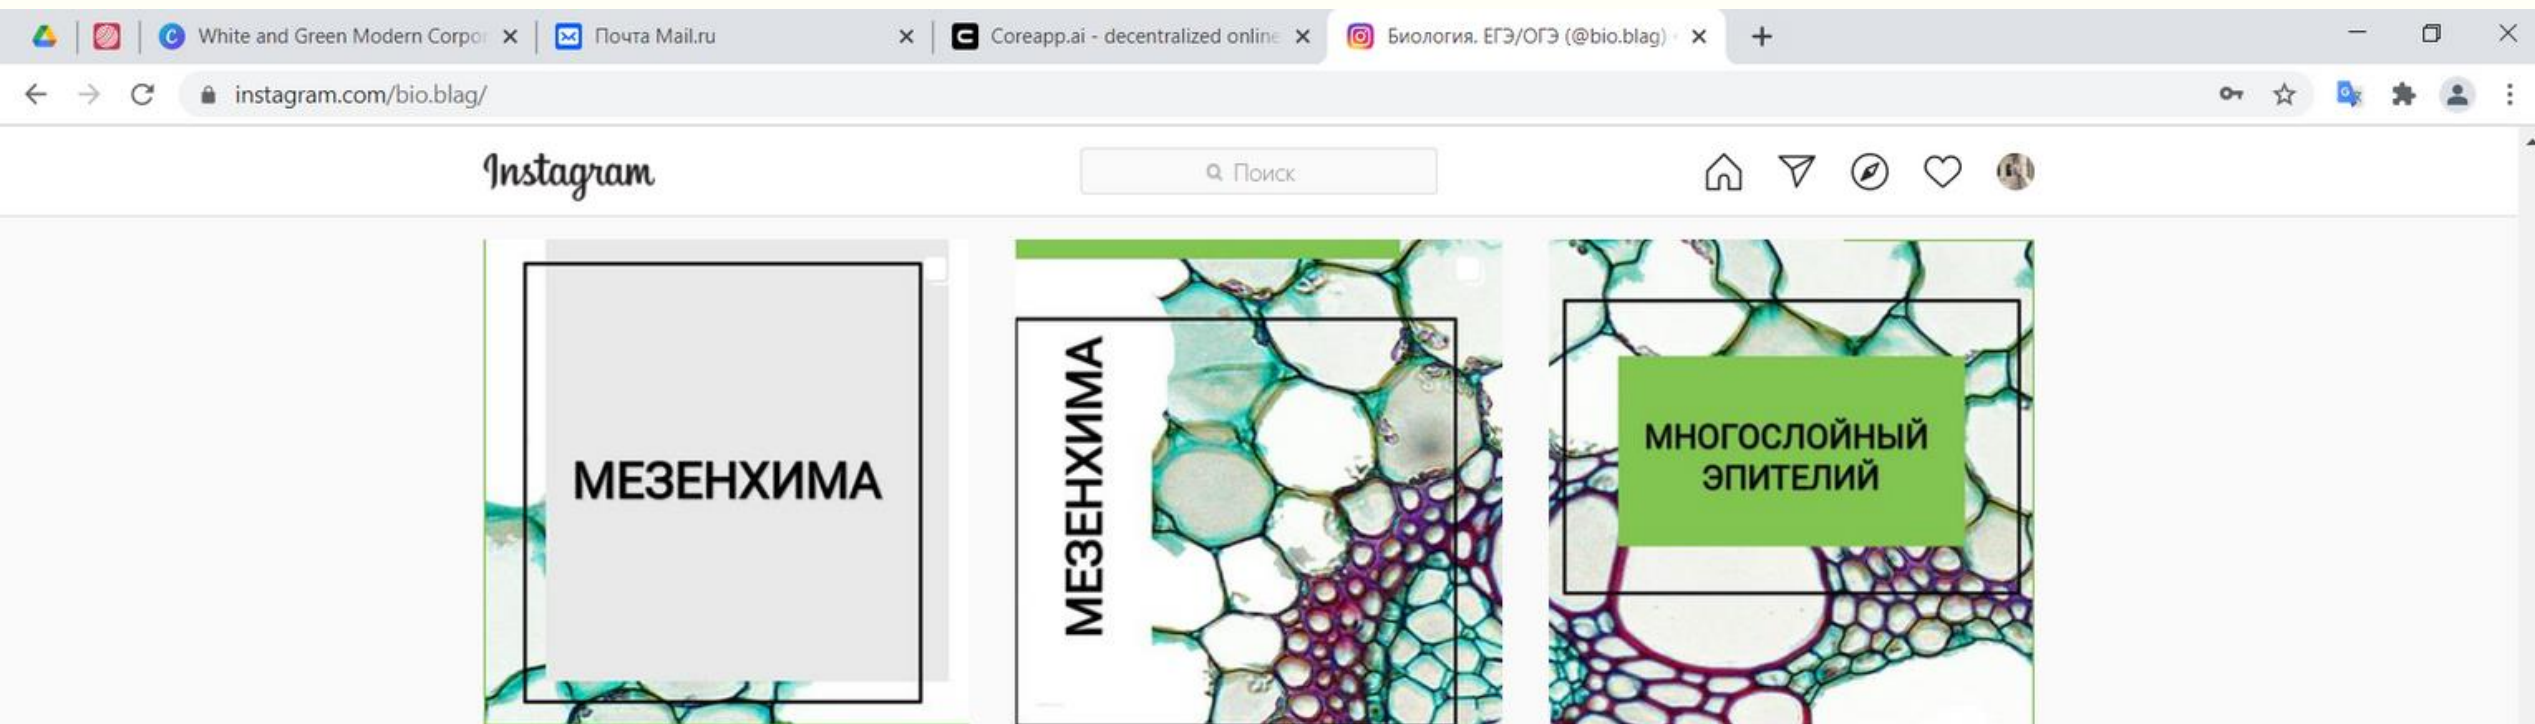 White and Green Modern Corpor
Почта Mail.ru
Coreapp.ai - decentralized online
Биология. ЕГЭ/ОГЭ (@bio.blag)
instagram.com/bio.blag/
Instagram
Поиск
МЕЗЕНХИМА
МЕЗЕНХИМА
МНОГОСЛОЙНЫЙ
ЭПИТЕЛИЙ